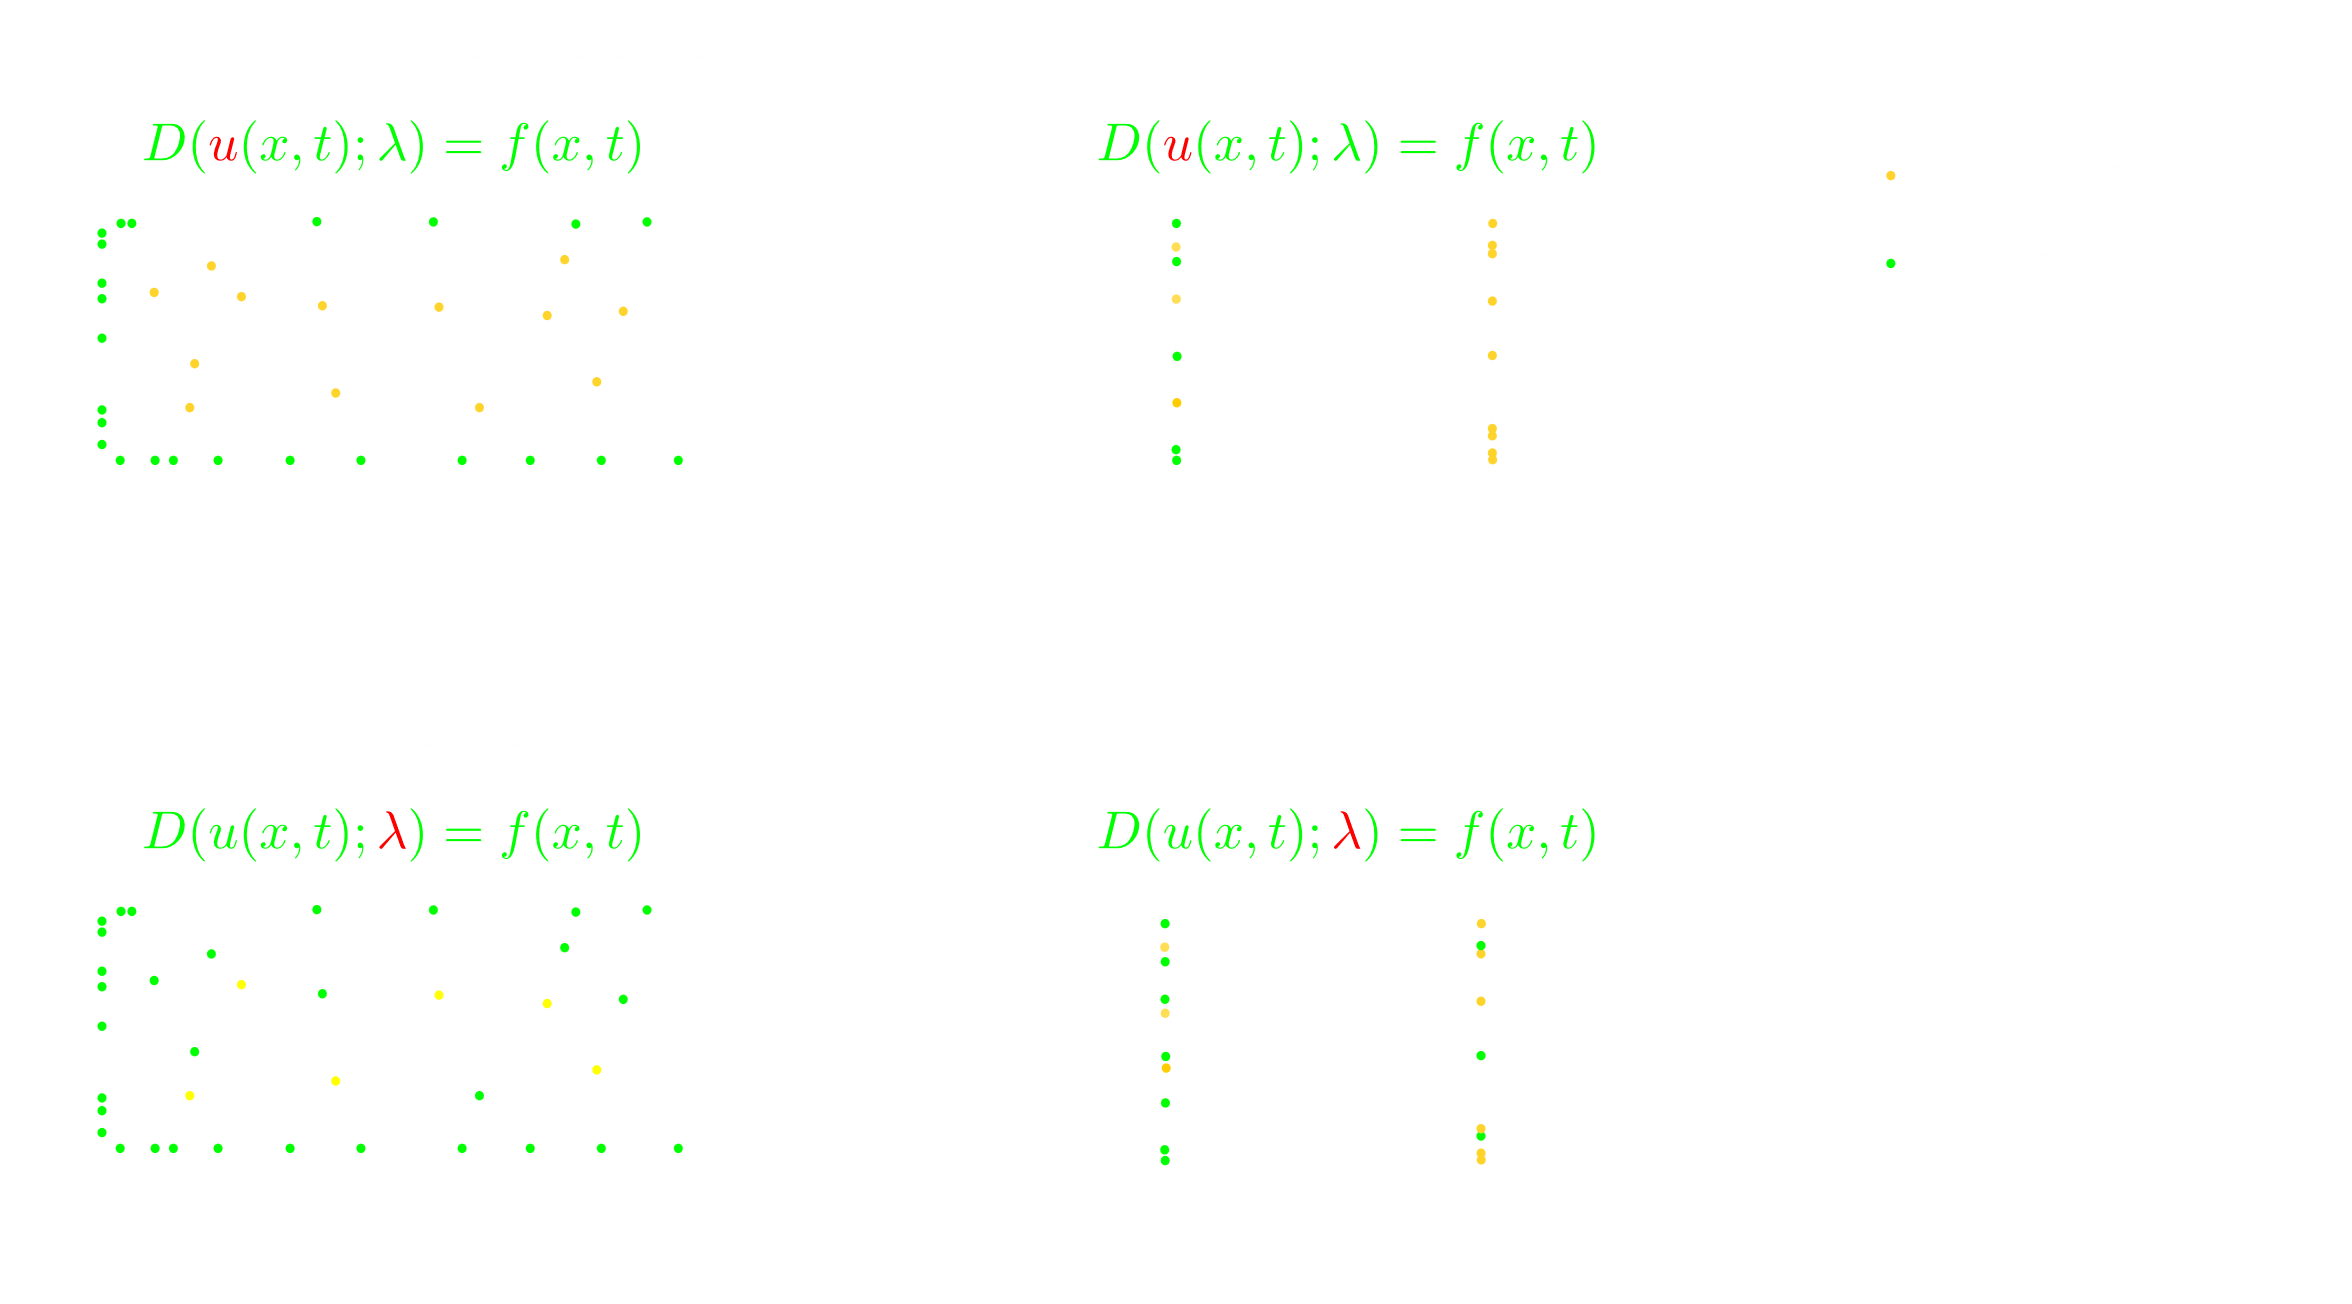 D(u(x, t); λ) = f(x, t)
D(u(x, t); λ) = f(x, t)
D(u(x, t); λ) = f(x, t)
D(u(x, t); λ) = f(x, t)